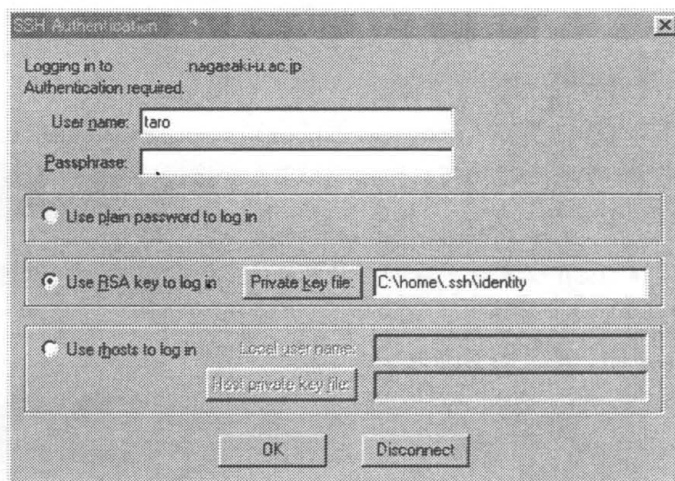 SSH Authentication
Logging in to .nagasaki-u.ac.jp
Authentication required.
User name: taro
Passphrase:
Use plain password to log in
Use RSA key to log in Private key file: C:\home\.ssh\identity
Use rhosts to log in Local user name:
Host private key file:
OK Disconnect